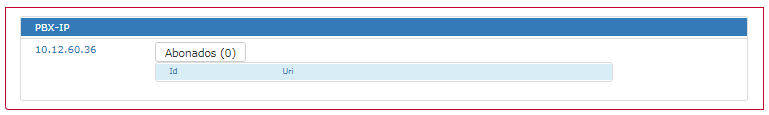 PBX-IP
10.12.60.36
Abonados (0)
Id Uri